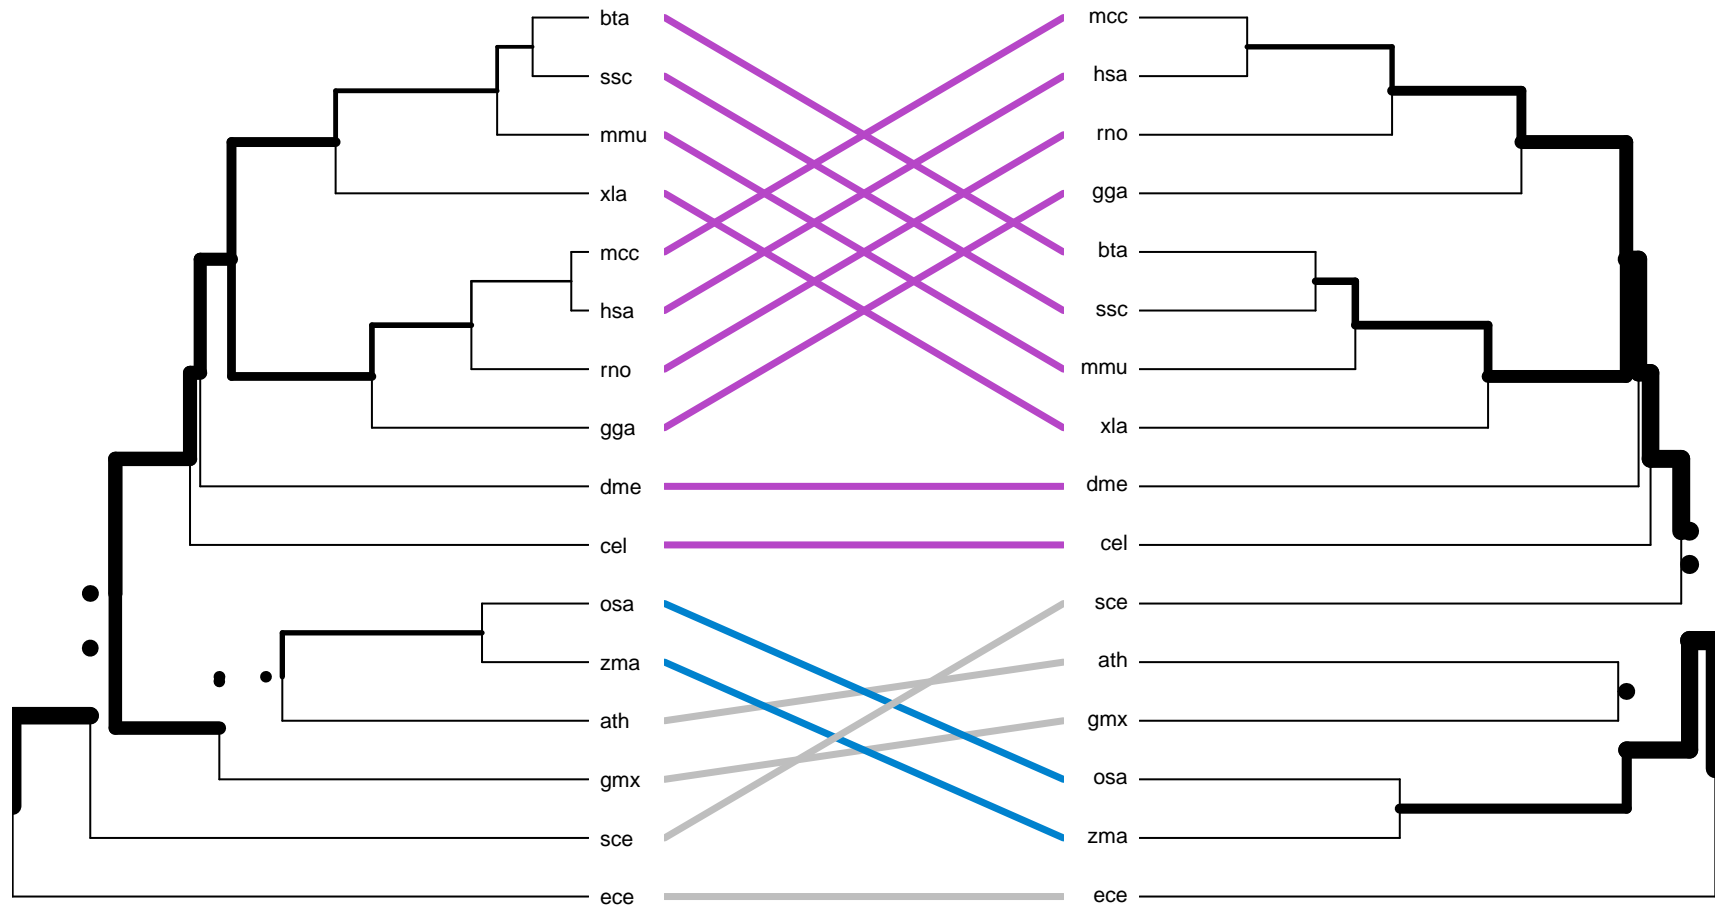 bta mcc
ssc hsa
mmu rno
xla gga
mcc bta
hsa ssc
rno mmu
gga xla
dme dme
cel cel
osa sce
zma ath
ath gmx
gmx osa
sce zma
ece ece